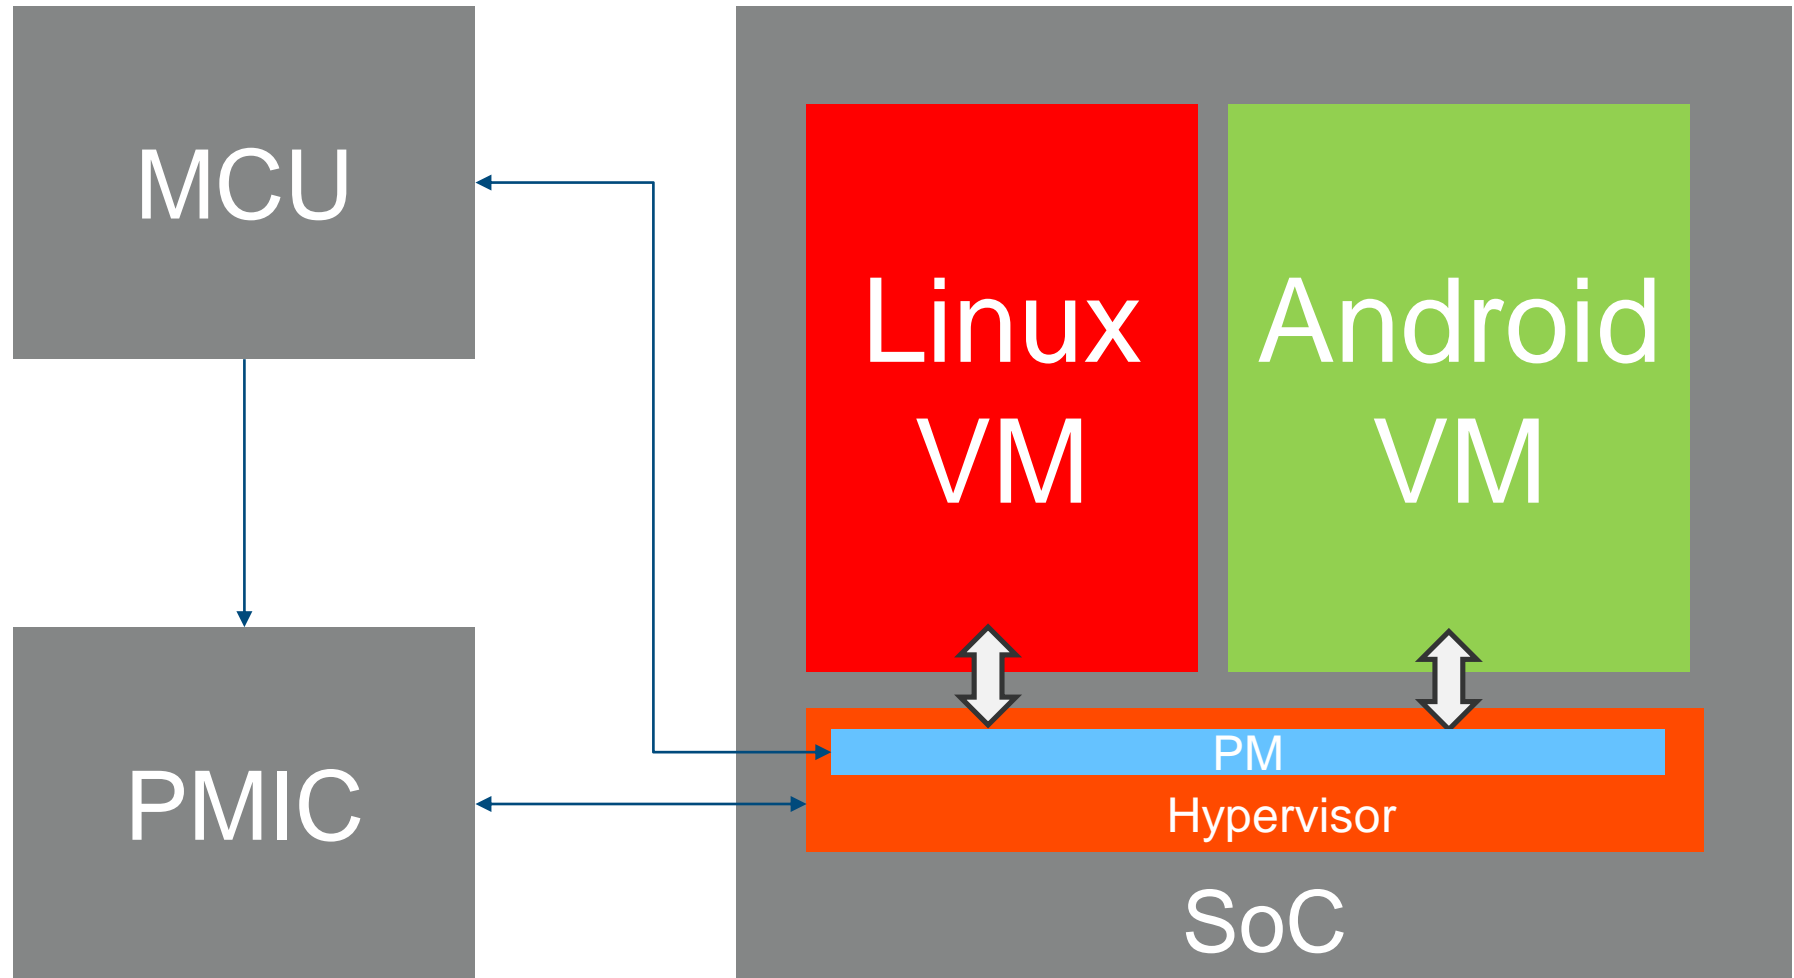 MCU
PMIC
Linux
VM
Android
VM
PM
Hypervisor
SoC